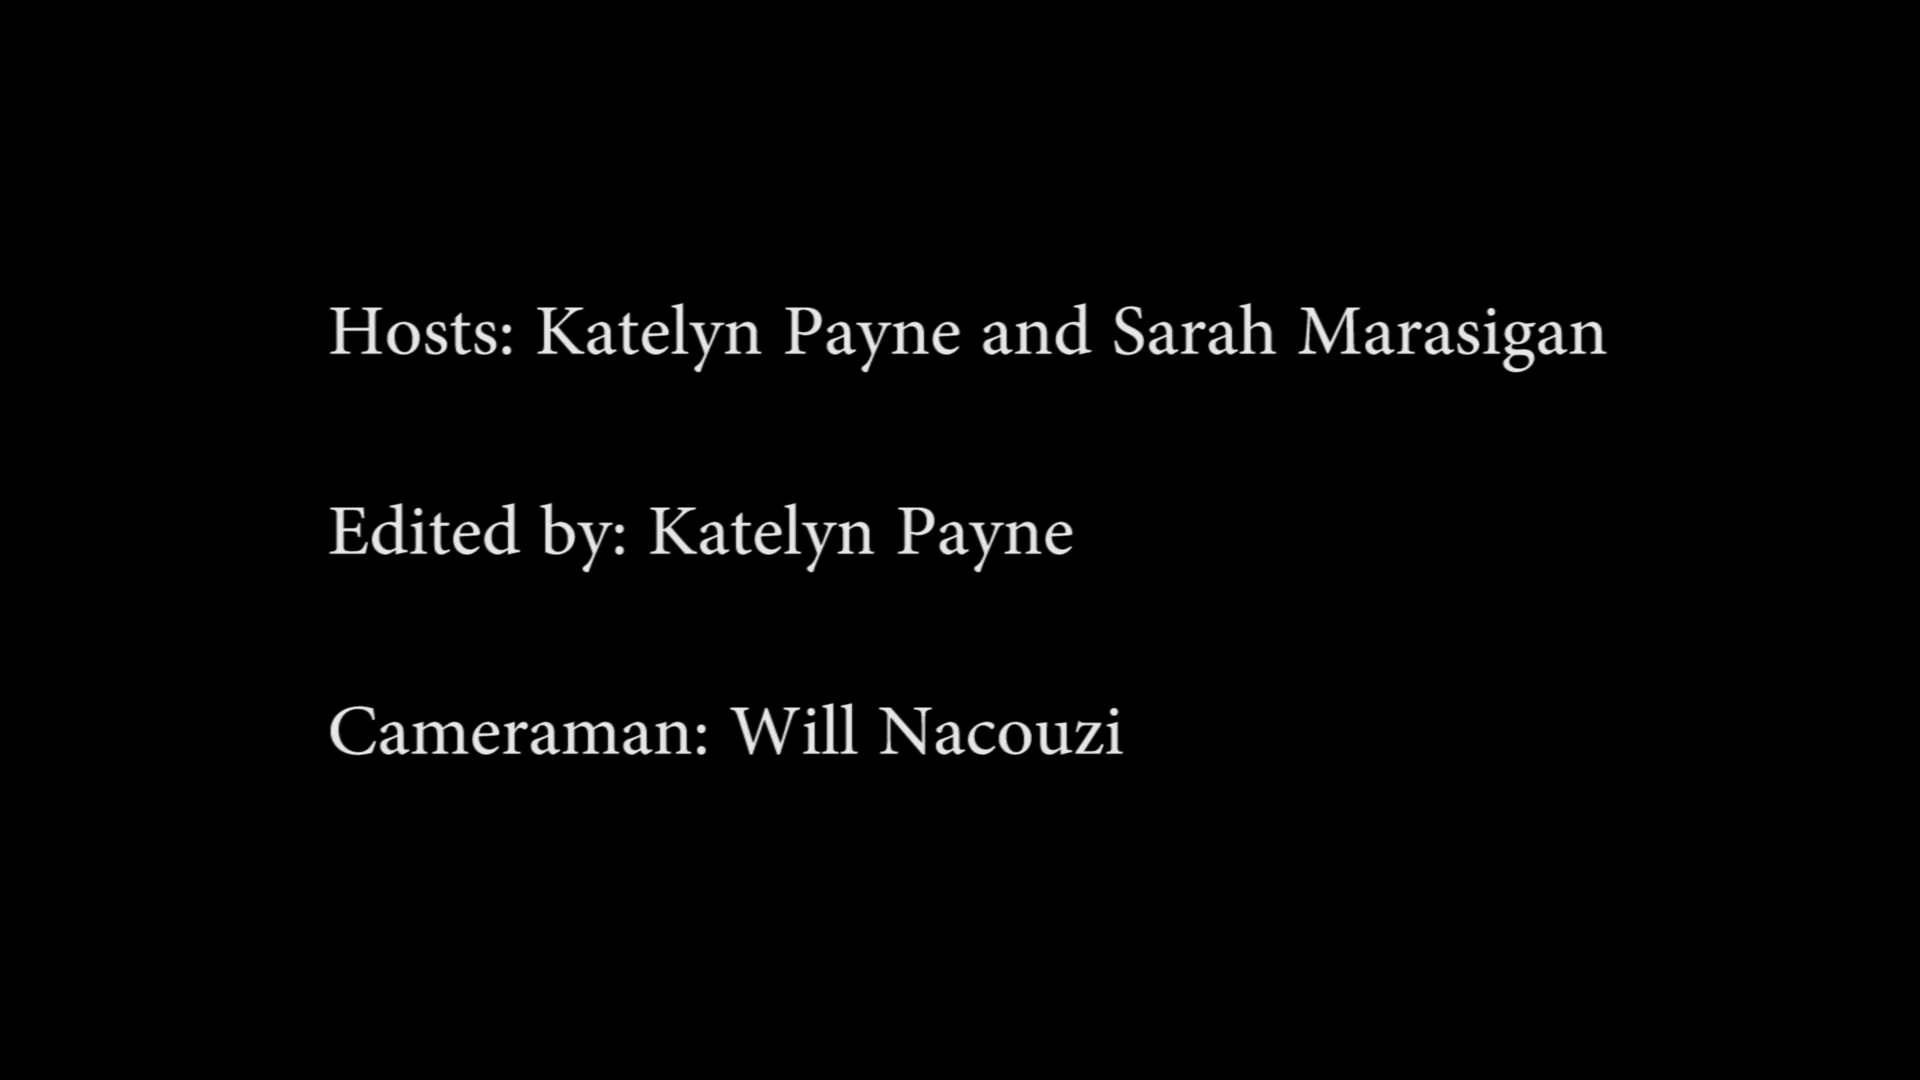 Hosts: Katelyn Payne and Sarah Marasigan
Edited by: Katelyn Payne
Cameraman: Will Nacouzi